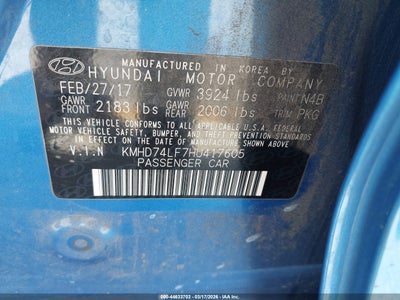 MANUFACTURED IN KOREA BY
HYUNDAI MOTOR COMPANY
FEB/27/17 GVWR 3924 lbs PAINT N4B
GAWR FRONT 2183 lbs GAWR REAR 2006 lbs TRIM PKG
THIS VEHICLE CONFORMS TO ALL APPLICABLE U.S. FEDERAL MOTOR
VEHICLE SAFETY, BUMPER, AND THEFT PREVENTION STANDARDS
IN EFFECT ON THE DATE OF MANUFACTURE SHOWN ABOVE.
V.I.N KMHD74LF7HU417605
PASSENGER CAR